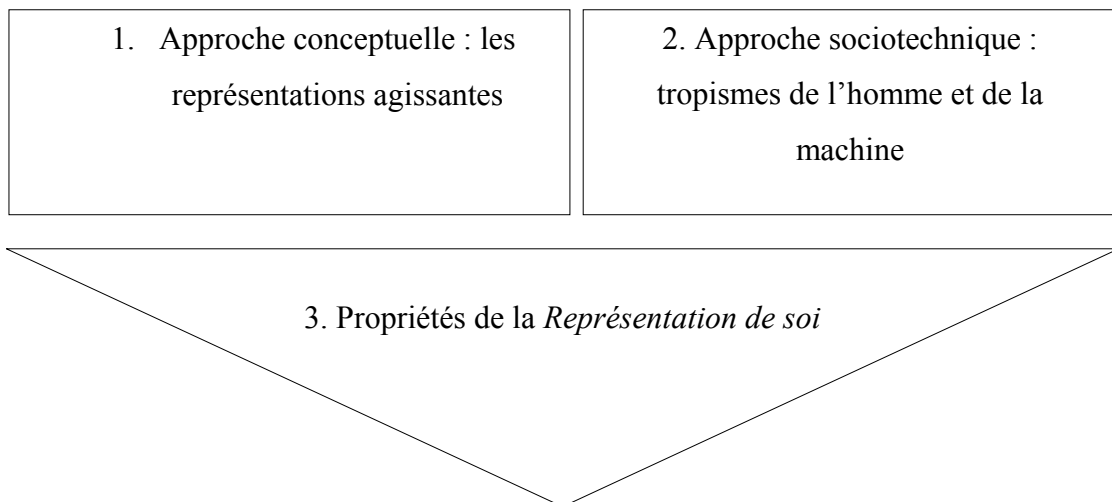 1. Approche conceptuelle : les
représentations agissantes
2. Approche sociotechnique :
tropismes de l’homme et de la
machine
3. Propriétés de la Représentation de soi